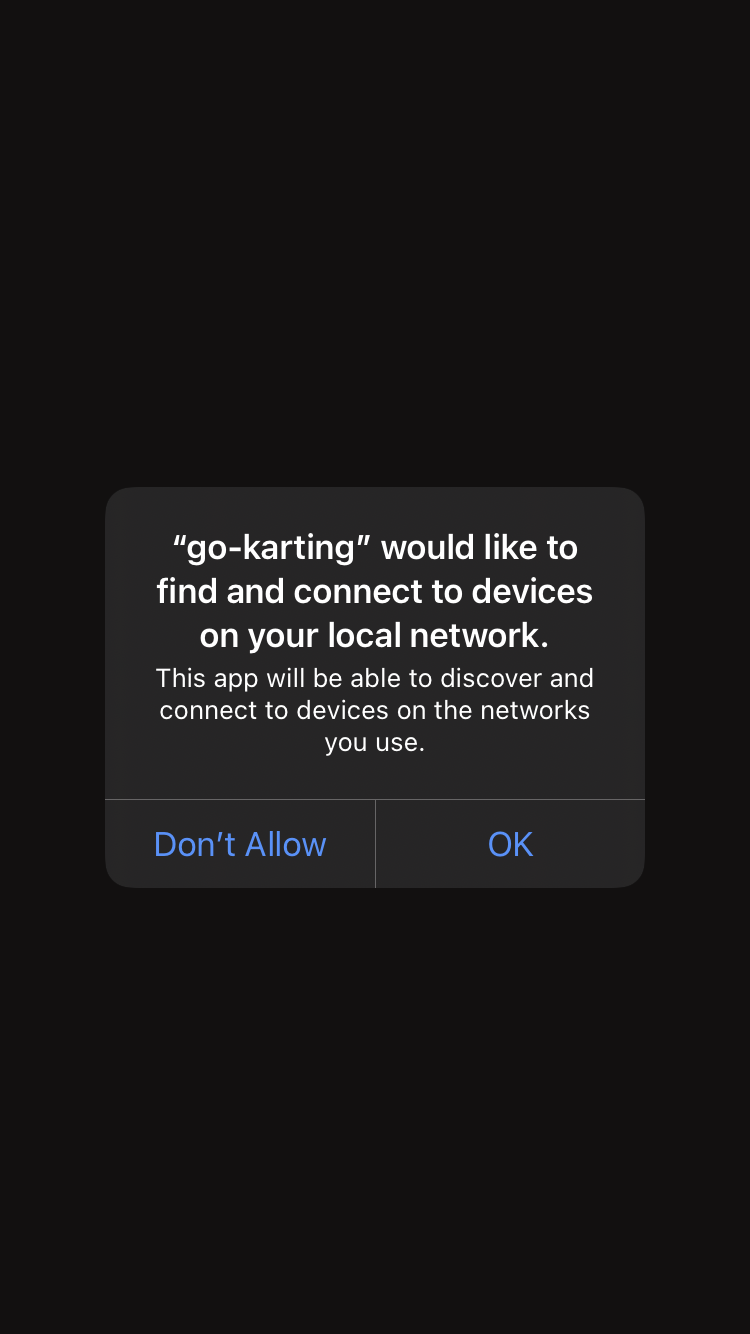 “go-karting” would like to
find and connect to devices
on your local network.
This app will be able to discover and
connect to devices on the networks
you use.
Don’t Allow
OK